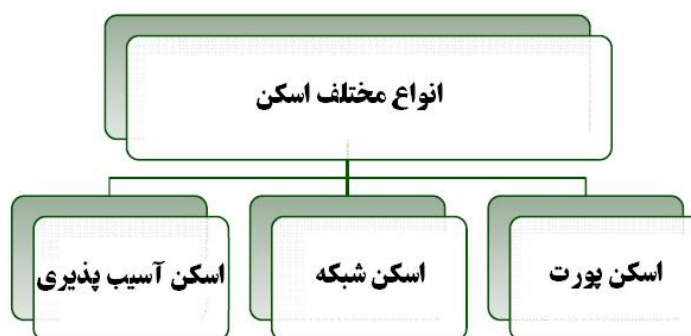 انواع مختلف اسکن
اسکن پورت
اسکن شبکه
اسکن آسیب پذیری